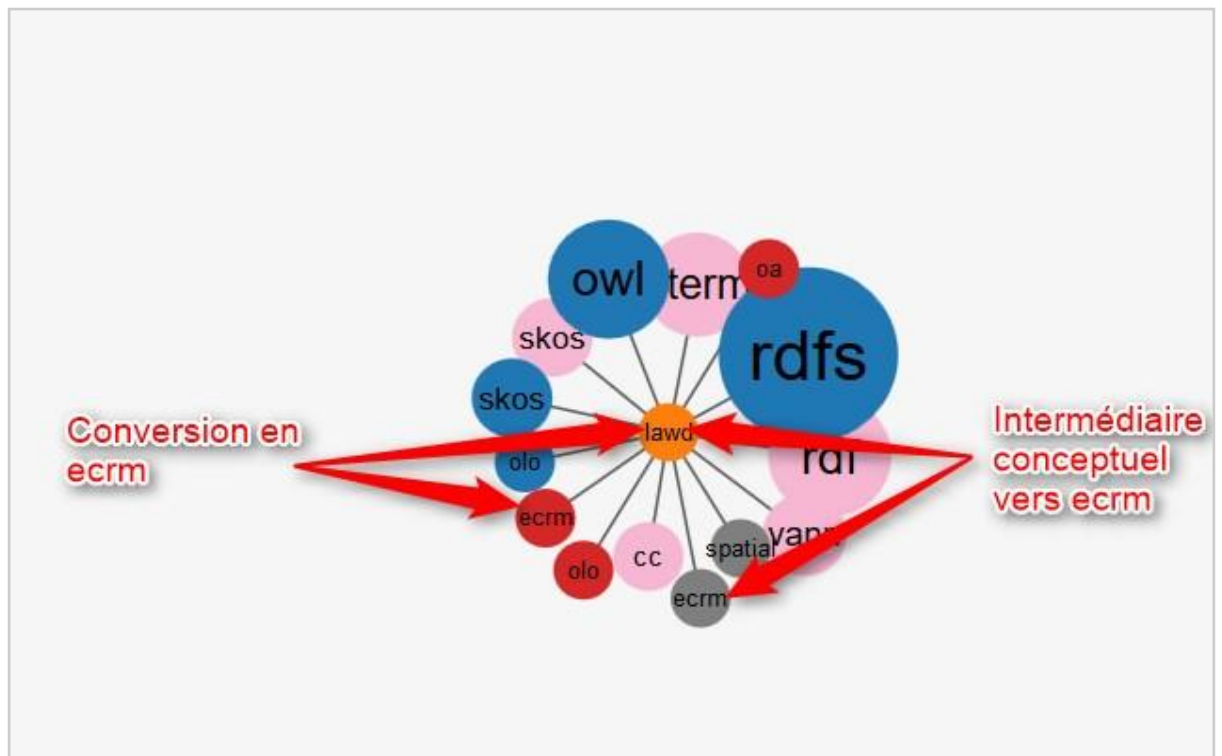 owl
term
oa
skos
rdfs
skos
Conversion en
ecrm
lawd
Intermédiaire
conceptuel
vers ecrm
olo
rdf
ecrm
vann
spatial
cc
olo
ecrm